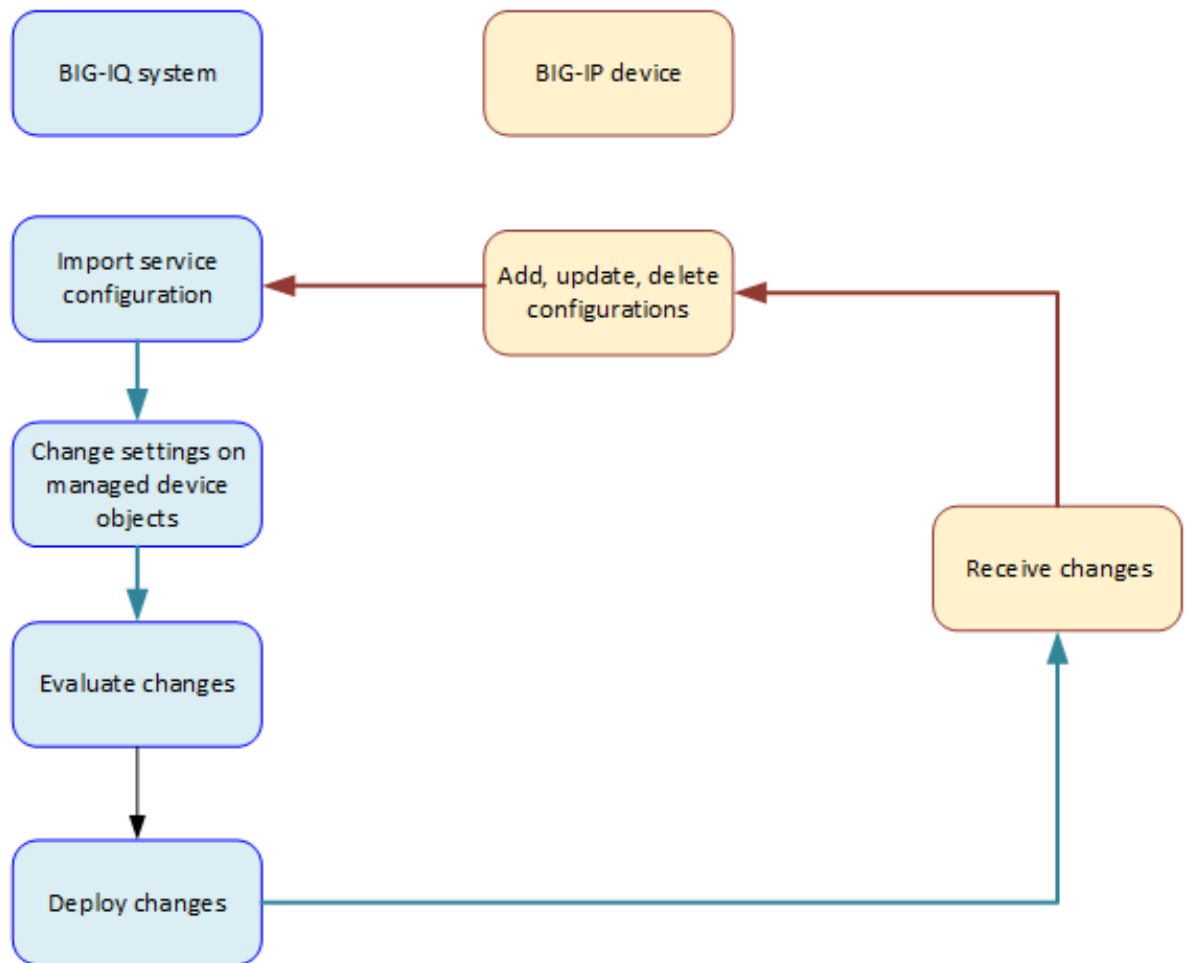 BIG-IQ system
BIG-IP device
Import service
configuration
Add, update, delete
configurations
Change settings on
managed device
objects
Receive changes
Evaluate changes
Deploy changes